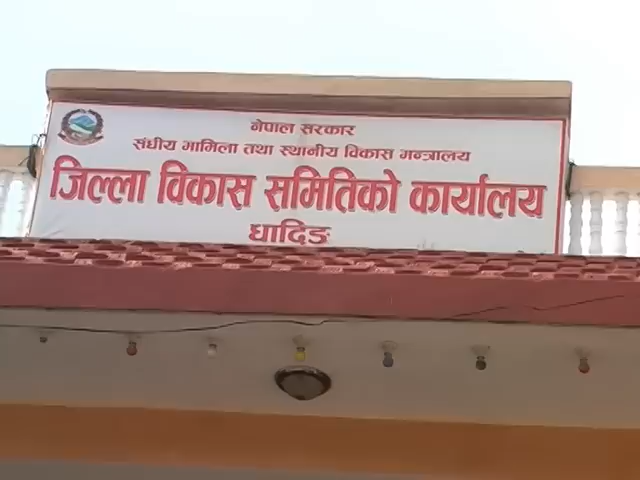 नेपाल सरकार
संघीय मामिला तथा स्थानीय विकास मन्त्रालय
जिल्ला विकास समितिको कार्यालय
धादिङ